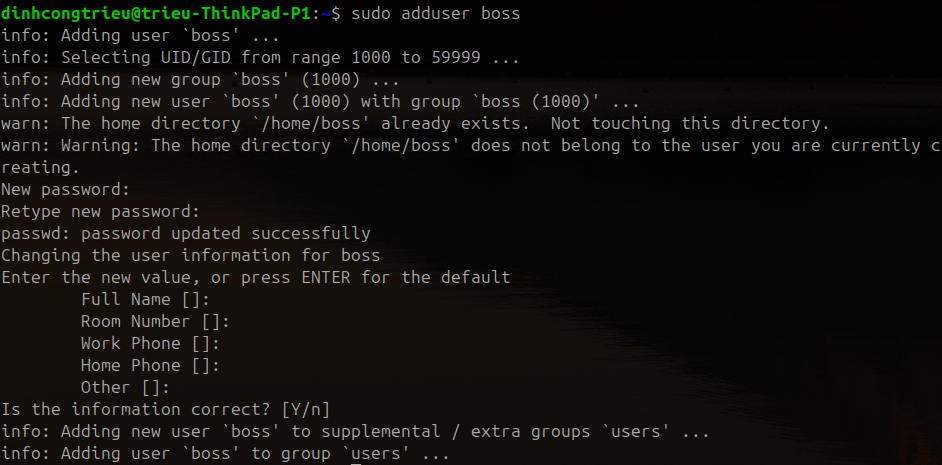 dinhcongtrieu@trieu-ThinkPad-P1:~$ sudo adduser boss
info: Adding user `boss' ...
info: Selecting UID/GID from range 1000 to 59999 ...
info: Adding new group `boss' (1000) ...
info: Adding new user `boss' (1000) with group `boss (1000)' ...
warn: The home directory `/home/boss' already exists.  Not touching this directory.
warn: Warning: The home directory `/home/boss' does not belong to the user you are currently c
reating.
New password:
Retype new password:
passwd: password updated successfully
Changing the user information for boss
Enter the new value, or press ENTER for the default
        Full Name []:
        Room Number []:
        Work Phone []:
        Home Phone []:
        Other []:
Is the information correct? [Y/n]
info: Adding new user `boss' to supplemental / extra groups `users' ...
info: Adding user `boss' to group `users' ...